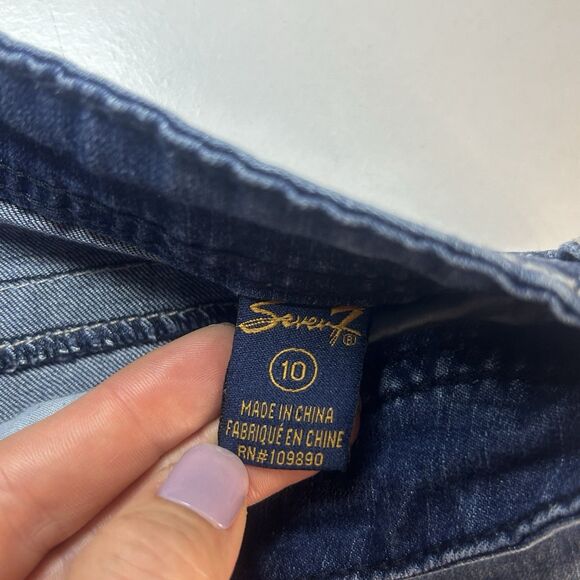 Seven7®
10
MADE IN CHINA
FABRIQUÉ EN CHINE
RN#109890